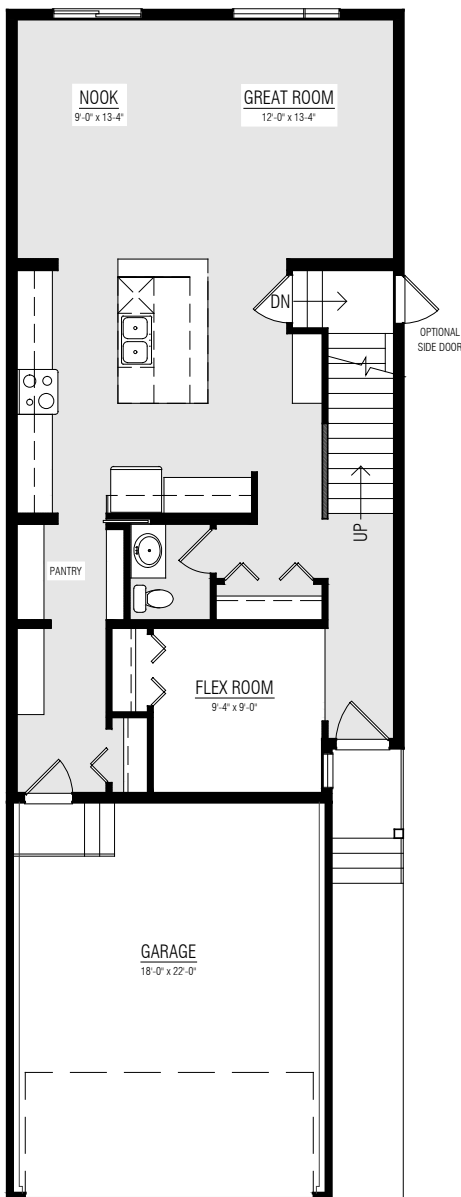 NOOK
9'-0" x 13-4"
GREAT ROOM
12'-0" x 13-4"
DN
OPTIONAL
SIDE DOOR
UP
PANTRY
FLEX ROOM
9'-4" x 9'-0"
GARAGE
18'-0" x 22'-0"